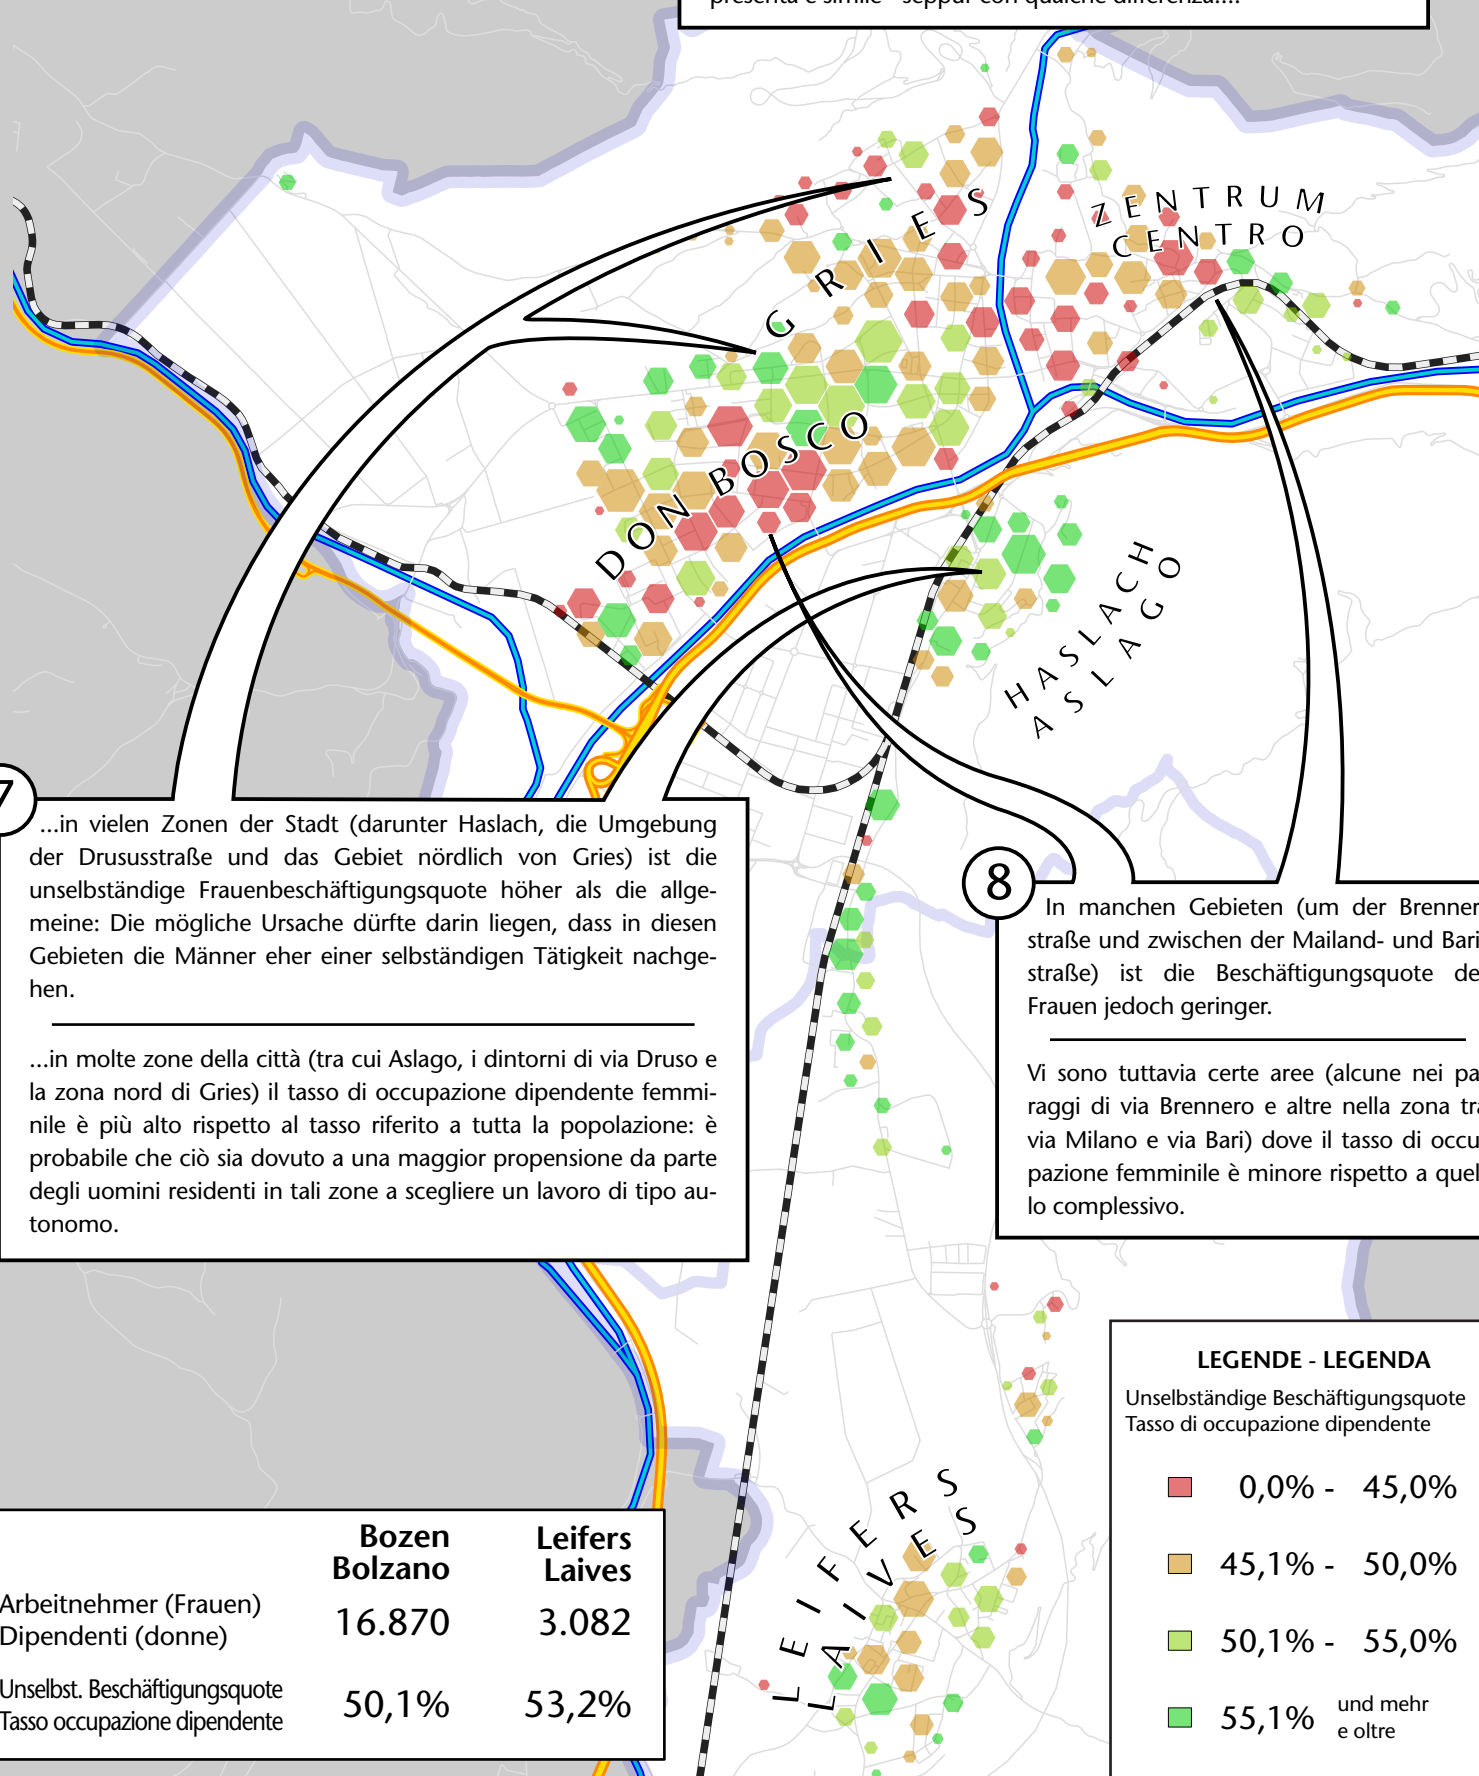 presenta è simile - seppur con qualche differenza....
ZENTRUM
CENTRO
GRIES
DON BOSCO
HASLACH
ASLAGO
7
...in vielen Zonen der Stadt (darunter Haslach, die Umgebung
der Drususstraße und das Gebiet nördlich von Gries) ist die
unselbständige Frauenbeschäftigungsquote höher als die allge-
meine: Die mögliche Ursache dürfte darin liegen, dass in diesen
Gebieten die Männer eher einer selbständigen Tätigkeit nachge-
hen.
...in molte zone della città (tra cui Aslago, i dintorni di via Druso e
la zona nord di Gries) il tasso di occupazione dipendente femmi-
nile è più alto rispetto al tasso riferito a tutta la popolazione: è
probabile che ciò sia dovuto a una maggior propensione da parte
degli uomini residenti in tali zone a scegliere un lavoro di tipo au-
tonomo.
8
In manchen Gebieten (um der Brenner
straße und zwischen der Mailand- und Bari
straße) ist die Beschäftigungsquote de
Frauen jedoch geringer.
Vi sono tuttavia certe aree (alcune nei pa
raggi di via Brennero e altre nella zona tra
via Milano e via Bari) dove il tasso di occu
pazione femminile è minore rispetto a quel
lo complessivo.
LEIFERS
LAIVES
LEGENDE - LEGENDA
Unselbständige Beschäftigungsquote
Tasso di occupazione dipendente
0,0% - 45,0%
45,1% - 50,0%
50,1% - 55,0%
55,1% und mehr
e oltre
Bozen Leifers
Bolzano Laives
Arbeitnehmer (Frauen)
Dipendenti (donne) 16.870 3.082
Unselbst. Beschäftigungsquote
Tasso occupazione dipendente 50,1% 53,2%